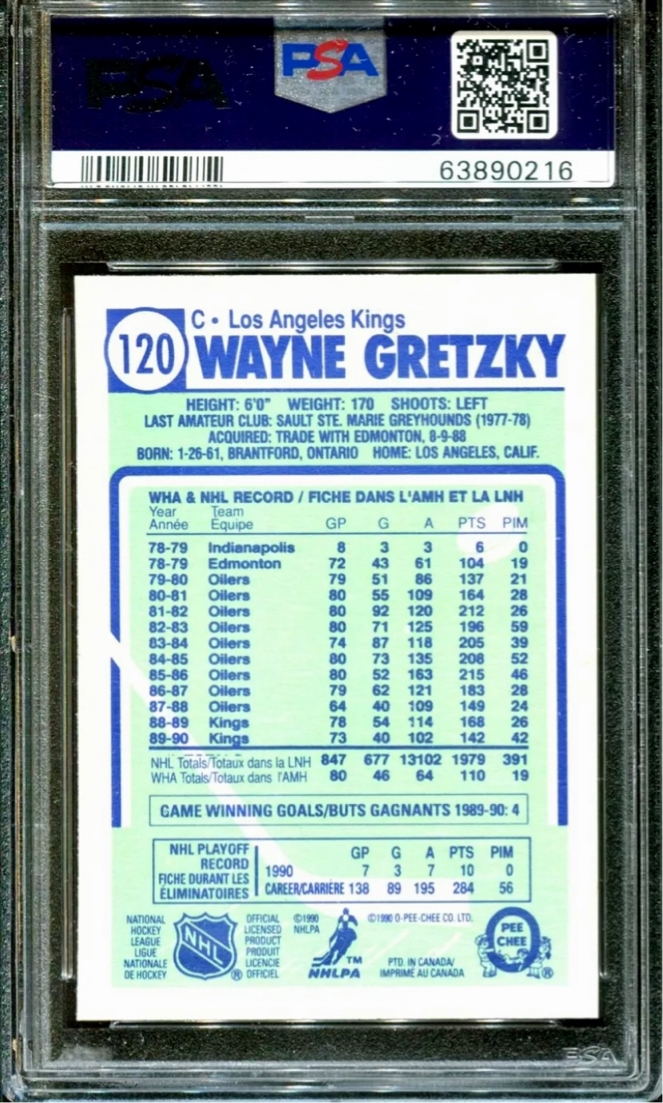 PSA
PSA
63890216
120
C • Los Angeles Kings
WAYNE GRETZKY
HEIGHT: 6'0" WEIGHT: 170 SHOOTS: LEFT
LAST AMATEUR CLUB: SAULT STE. MARIE GREYHOUNDS (1977-78)
ACQUIRED: TRADE WITH EDMONTON, 8-9-88
BORN: 1-26-61, BRANTFORD, ONTARIO HOME: LOS ANGELES, CALIF.
WHA & NHL RECORD / FICHE DANS L'AMH ET LA LNH
Year Team
Année Équipe GP G A PTS PIM
78-79 Indianapolis 8 3 3 6 0
78-79 Edmonton 72 43 61 104 19
79-80 Oilers 79 51 86 137 21
80-81 Oilers 80 55 109 164 28
81-82 Oilers 80 92 120 212 26
82-83 Oilers 80 71 125 196 59
83-84 Oilers 74 87 118 205 39
84-85 Oilers 80 73 135 208 52
85-86 Oilers 80 52 163 215 46
86-87 Oilers 79 62 121 183 28
87-88 Oilers 64 40 109 149 24
88-89 Kings 78 54 114 168 26
89-90 Kings 73 40 102 142 42
NHL Totals/Totaux dans la LNH 847 677 13102 1979 391
WHA Totals/Totaux dans l'AMH 80 46 64 110 19
GAME WINNING GOALS/BUTS GAGNANTS 1989-90: 4
NHL PLAYOFF
RECORD
FICHE DURANT LES
ÉLIMINATOIRES
GP G A PTS PIM
1990 7 3 7 10 0
CAREER/CARRIÈRE 138 89 195 284 56
NATIONAL
HOCKEY
LEAGUE
LIGUE
NATIONALE
DE HOCKEY
NHL
®
OFFICIAL
LICENSED
PRODUCT
PRODUIT
LICENCIE
OFFICIEL
©1990
NHLPA
TM
NHLPA
©1990 O-PEE-CHEE CO. LTD.
PTD. IN CANADA/
IMPRIMÉ AU CANADA
PEE
CHEE
®
PSA